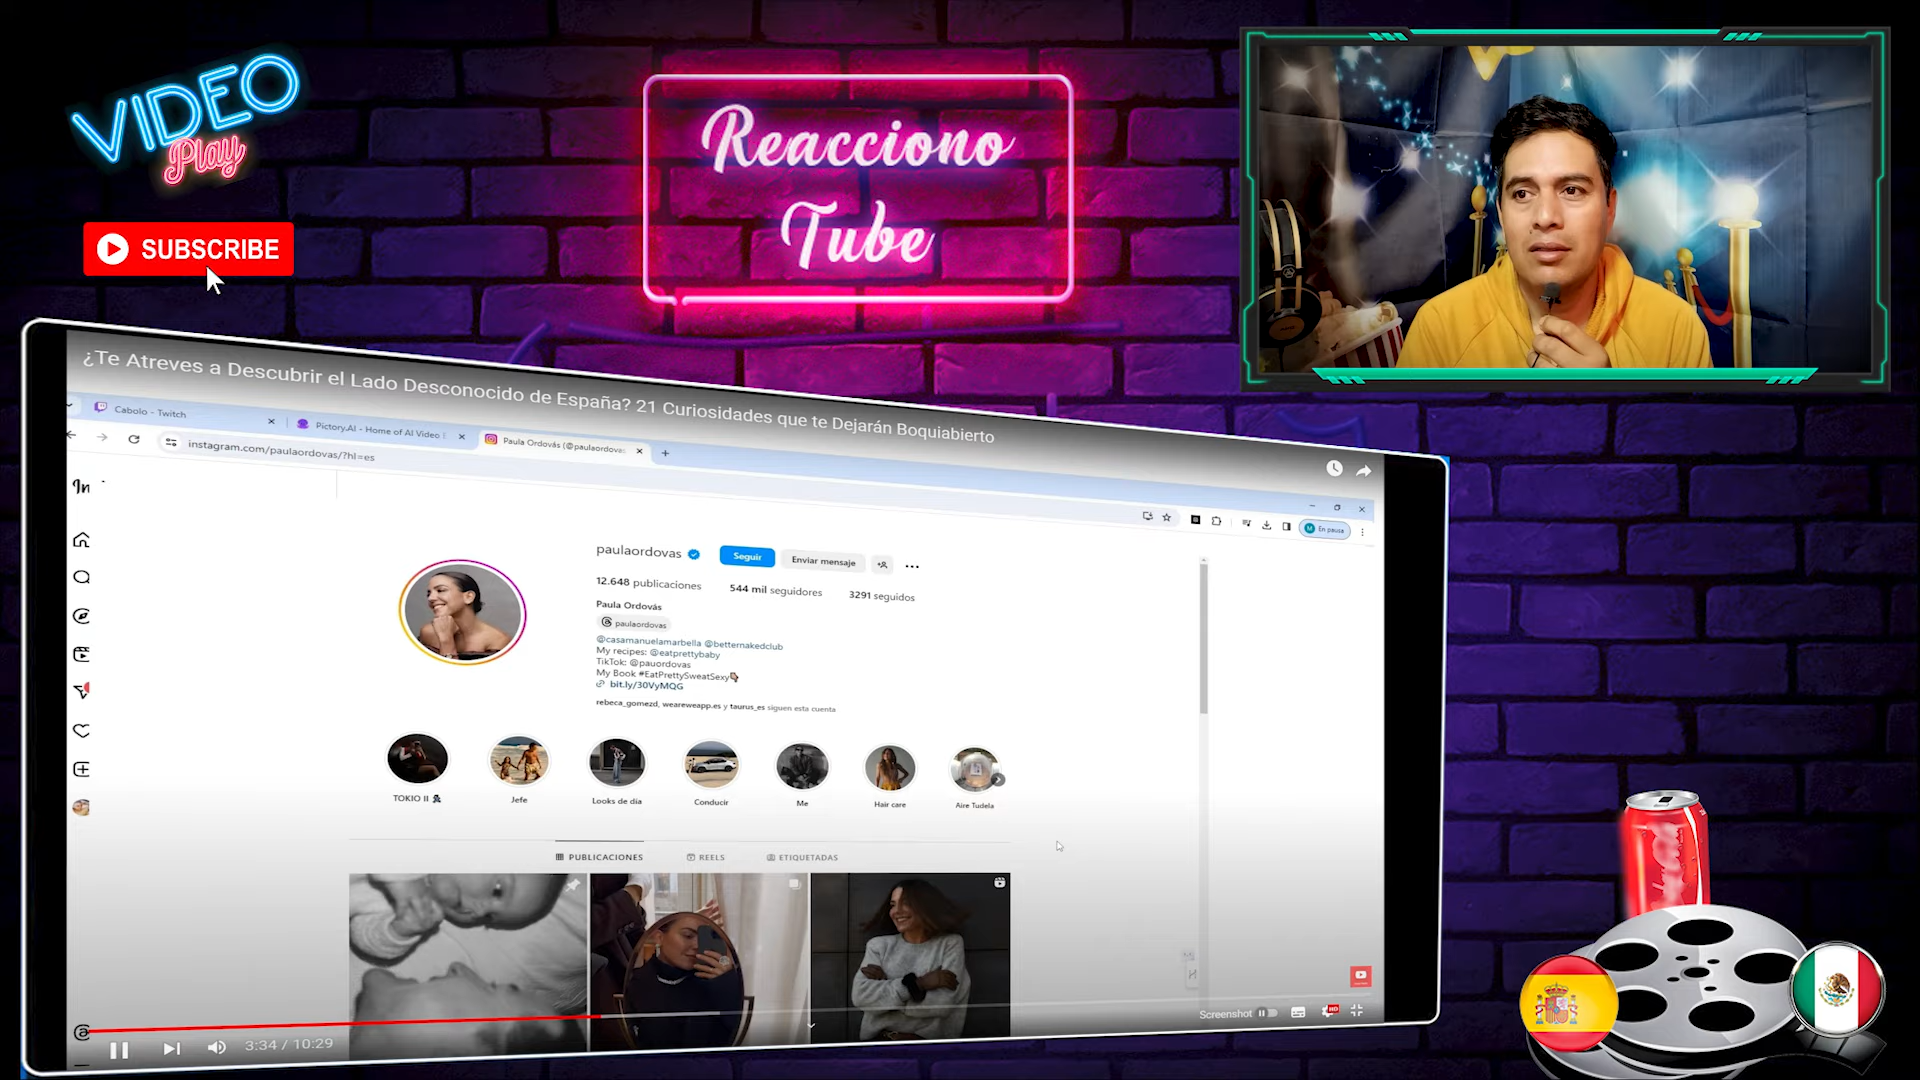 VIDEO
Play
SUBSCRIBE
Reacciono
Tube
¿Te Atreves a Descubrir el Lado Desconocido de España? 21 Curiosidades que te Dejarán Boquiabierto
Cabolo - Twitch
Pictory.AI - Home of AI Video
Paula Ordovás (@paulaordovas
instagram.com/paulaordovas/?hl=es
En pausa
paulaordovas
Seguir
Enviar mensaje
12.648 publicaciones
544 mil seguidores
3291 seguidos
Paula Ordovás
paulaordovas
@casamanuelamarbella @betternakedclub
My recipes: @eatprettybaby
TikTok: @pauordovas
My Book #EatPrettySweatSexy
bit.ly/30VyMQG
rebeca_gomezd, weareweapp.es y taurus_es siguen esta cuenta
TOKIO II
Jefe
Looks de día
Conducir
Me
Hair care
Aire Tudela
PUBLICACIONES
REELS
ETIQUETADAS
3:34 / 10:29
Screenshot
HD